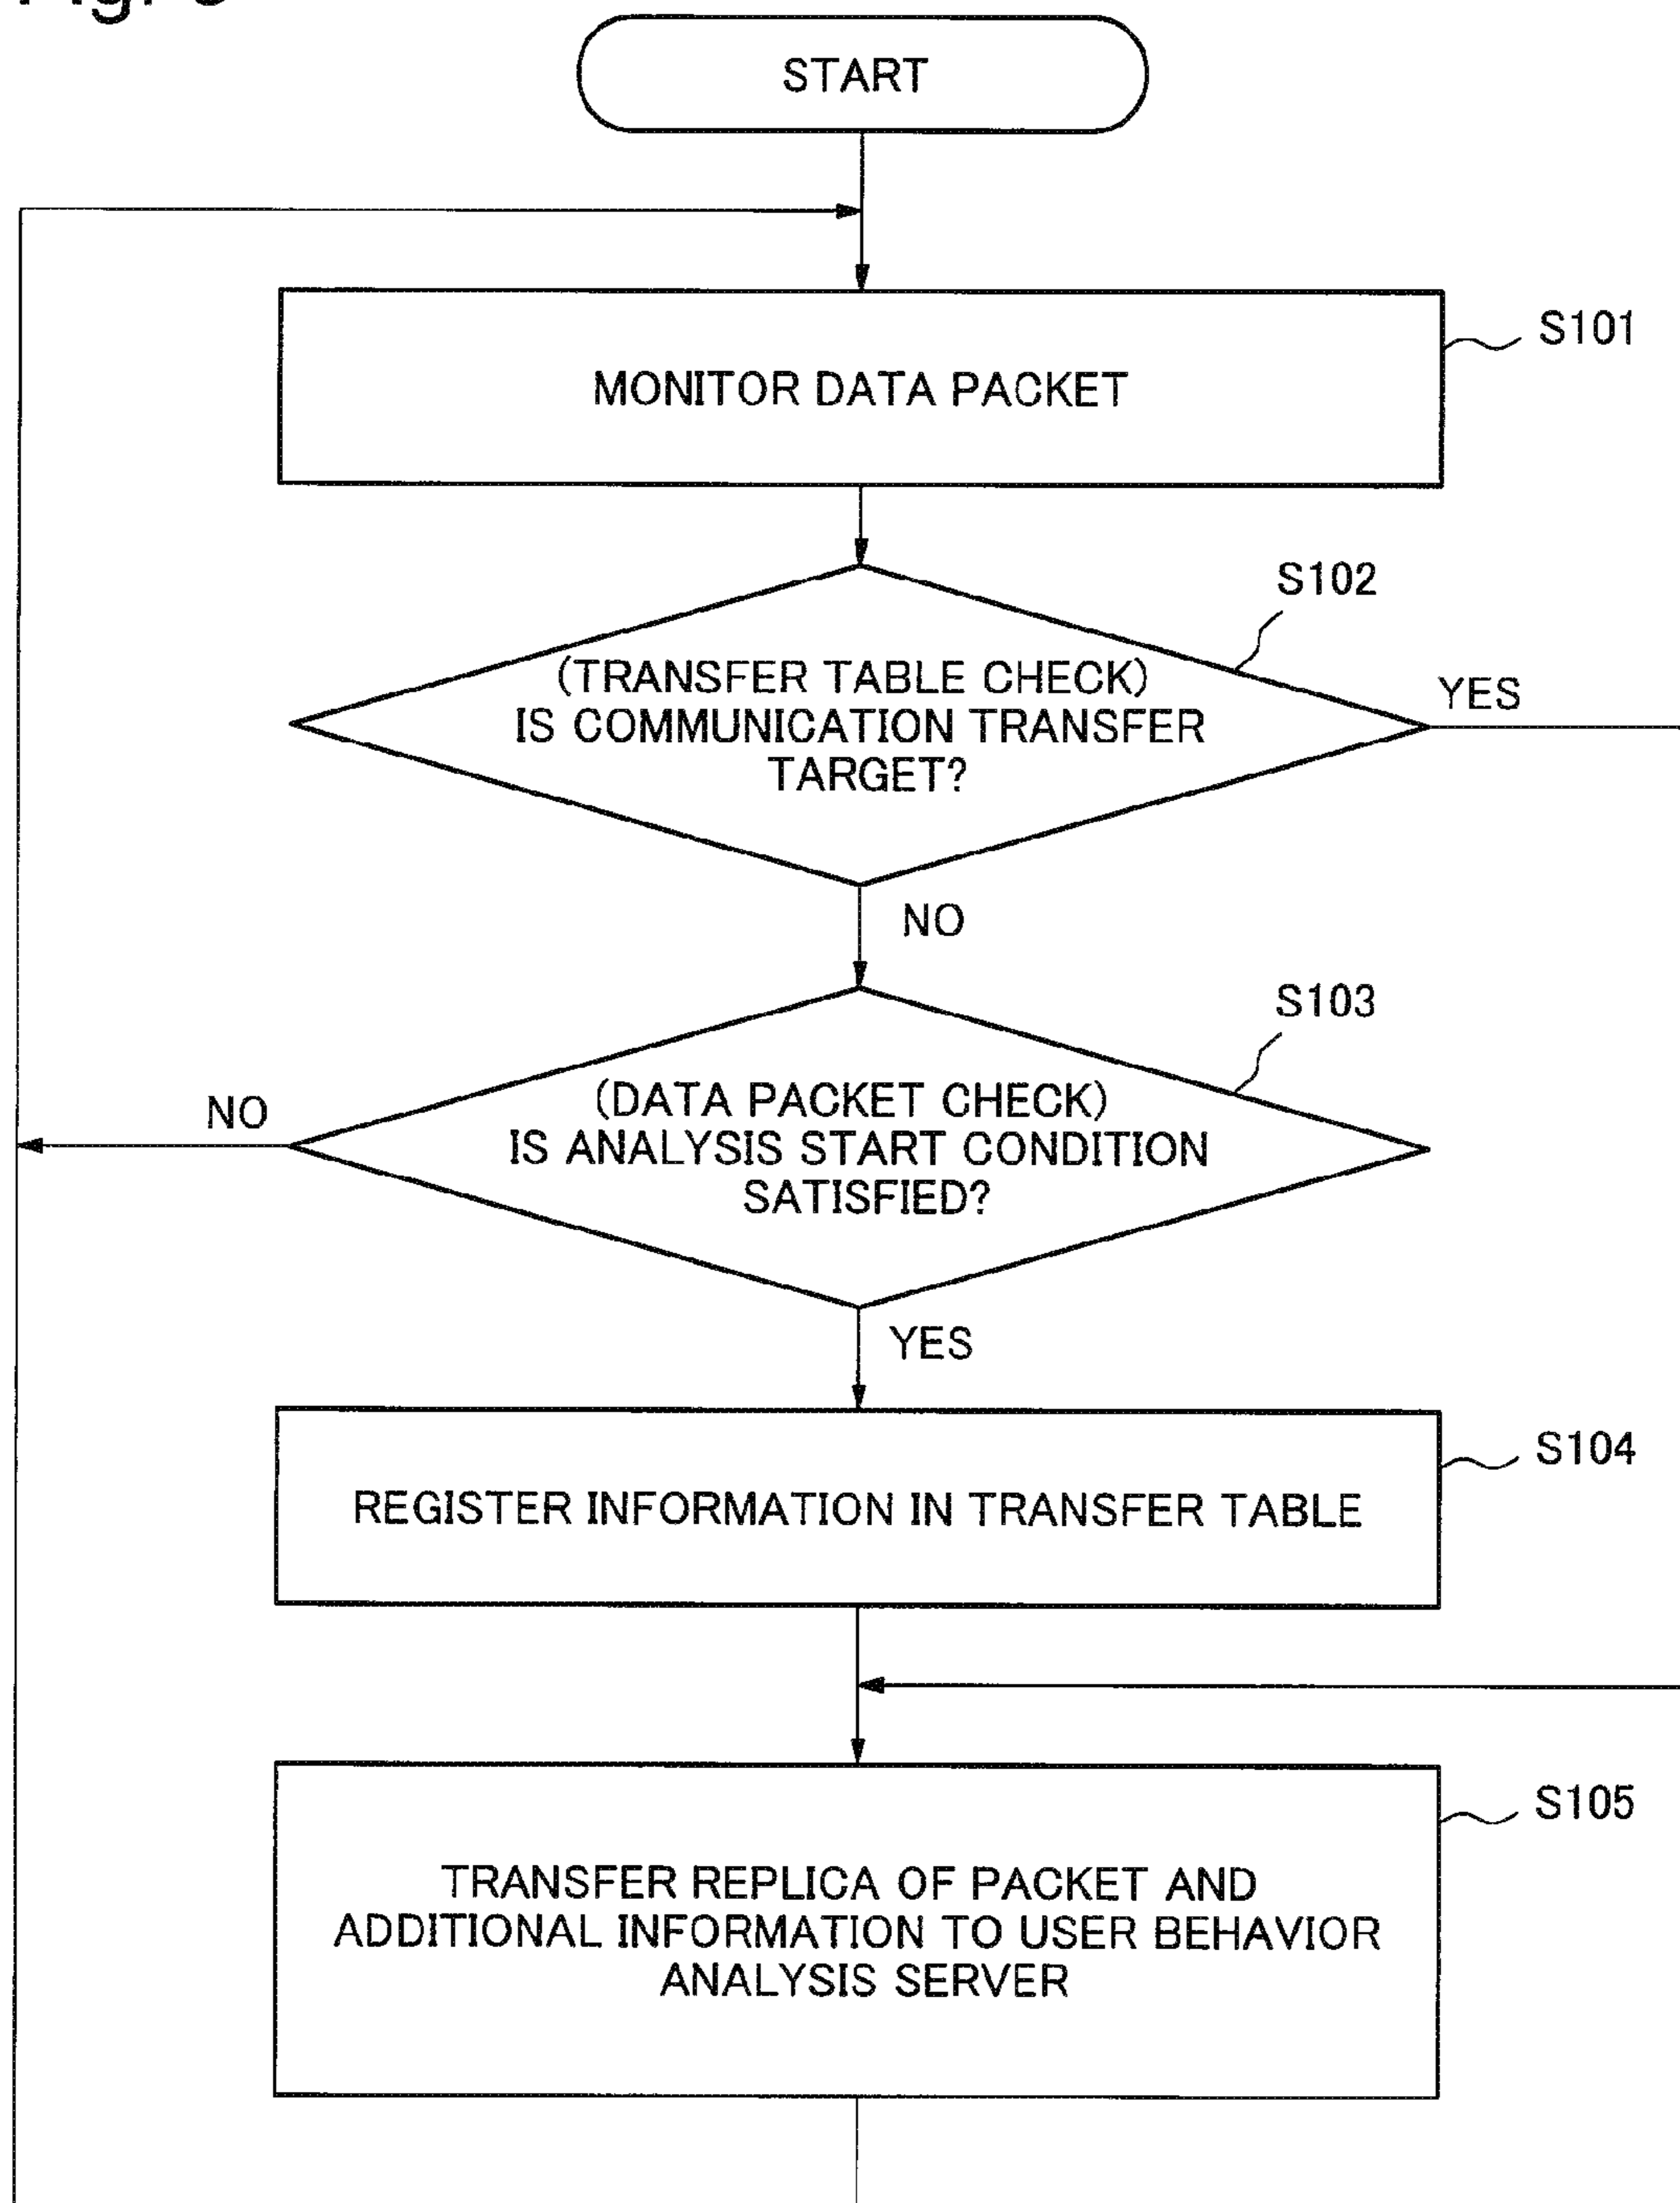 START
MONITOR DATA PACKET
S101
S102
(TRANSFER TABLE CHECK)
IS COMMUNICATION TRANSFER
TARGET?
YES
NO
S103
(DATA PACKET CHECK)
IS ANALYSIS START CONDITION
SATISFIED?
NO
YES
S104
REGISTER INFORMATION IN TRANSFER TABLE
S105
TRANSFER REPLICA OF PACKET AND
ADDITIONAL INFORMATION TO USER BEHAVIOR
ANALYSIS SERVER